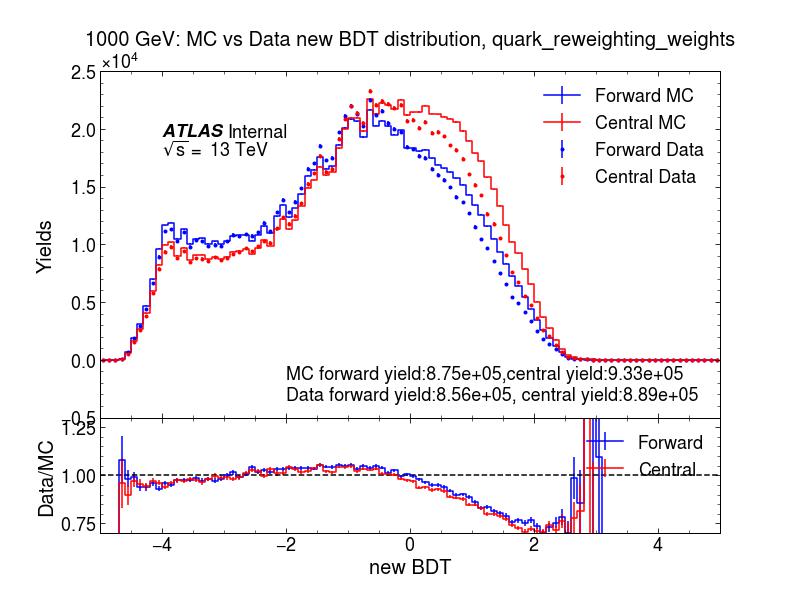 1000 GeV: MC vs Data new BDT distribution, quark_reweighting_weights
×10⁴
2.5
2.0
1.5
1.0
0.5
0.0
0.5
Yields
ATLAS Internal
√s = 13 TeV
Forward MC
Central MC
Forward Data
Central Data
MC forward yield:8.75e+05,central yield:9.33e+05
Data forward yield:8.56e+05, central yield:8.89e+05
1.25
1.00
0.75
Data/MC
Forward
Central
−4
−2
0
2
4
new BDT